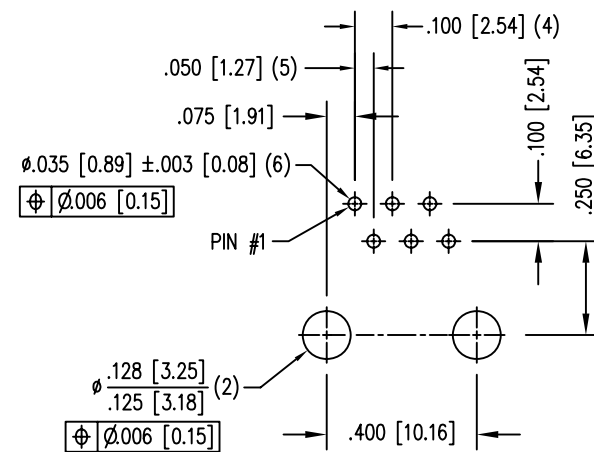 .100 [2.54] (4)
.050 [1.27] (5)
.075 [1.91]
.100 [2.54]
.250 [6.35]
ø.035 [0.89] ±.003 [0.08] (6)
⌖ Ø.006 [0.15]
PIN #1
ø .128 [3.25]
.125 [3.18] (2)
⌖ Ø.006 [0.15]
.400 [10.16]